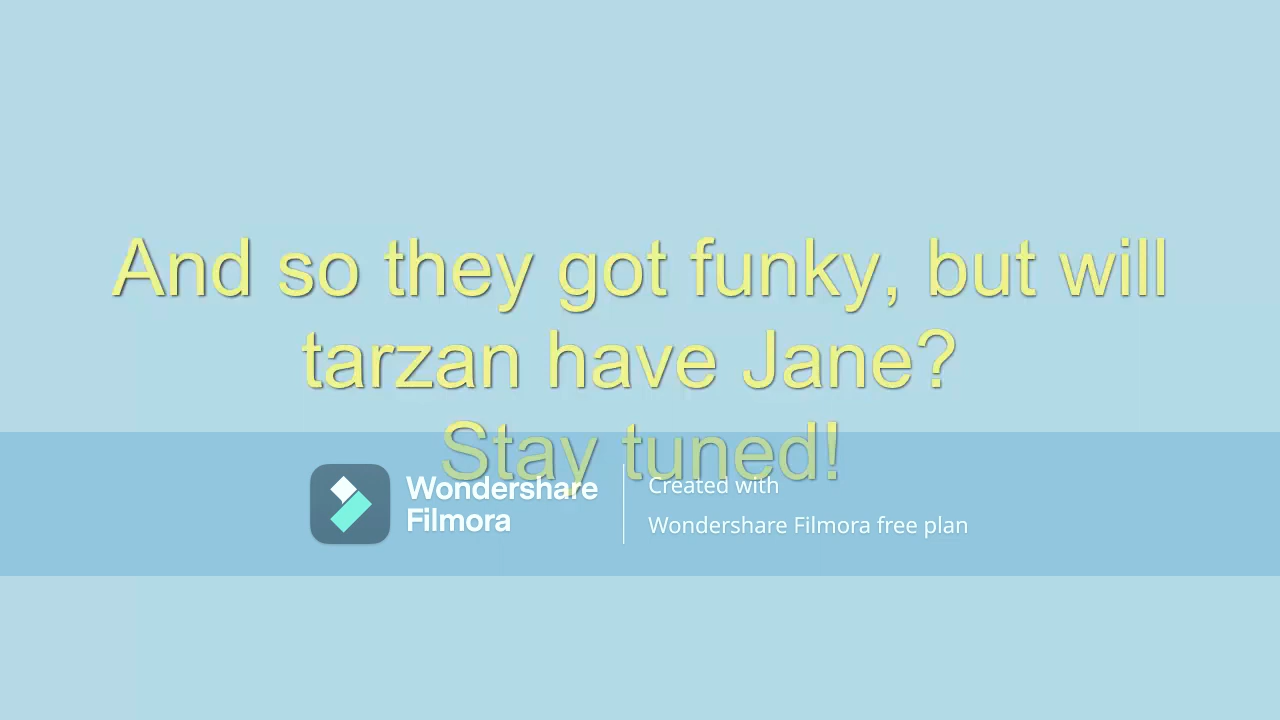 And so they got funky, but will
tarzan have Jane?
Stay tuned!
Wondershare
Filmora
Created with
Wondershare Filmora free plan